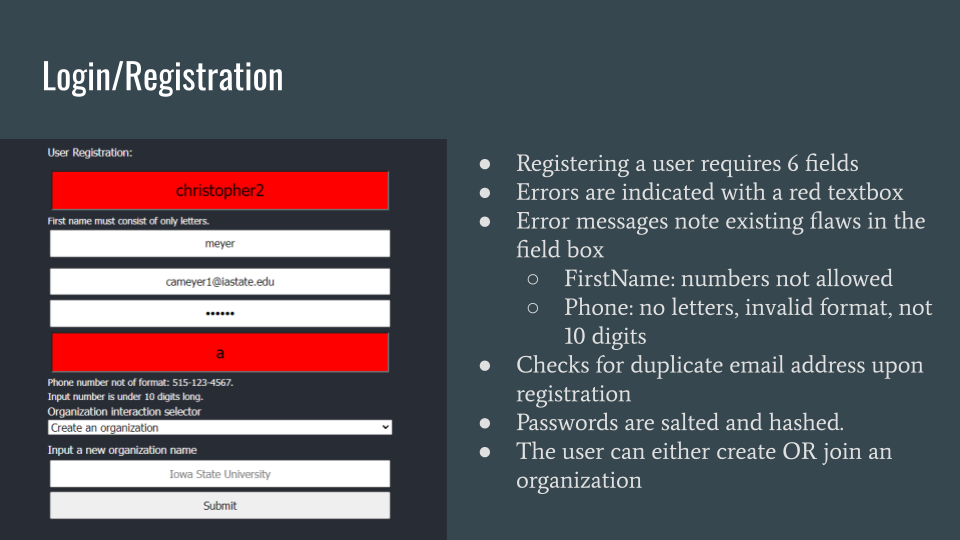 Login/Registration
User Registration:
christopher2
First name must consist of only letters.
meyer
cameyer1@iastate.edu
••••••
a
Phone number not of format: 515-123-4567.
Input number is under 10 digits long.
Organization interaction selector
Create an organization
Input a new organization name
Iowa State University
Submit
● Registering a user requires 6 fields
● Errors are indicated with a red textbox
● Error messages note existing flaws in the
field box
○ FirstName: numbers not allowed
○ Phone: no letters, invalid format, not
10 digits
● Checks for duplicate email address upon
registration
● Passwords are salted and hashed.
● The user can either create OR join an
organization